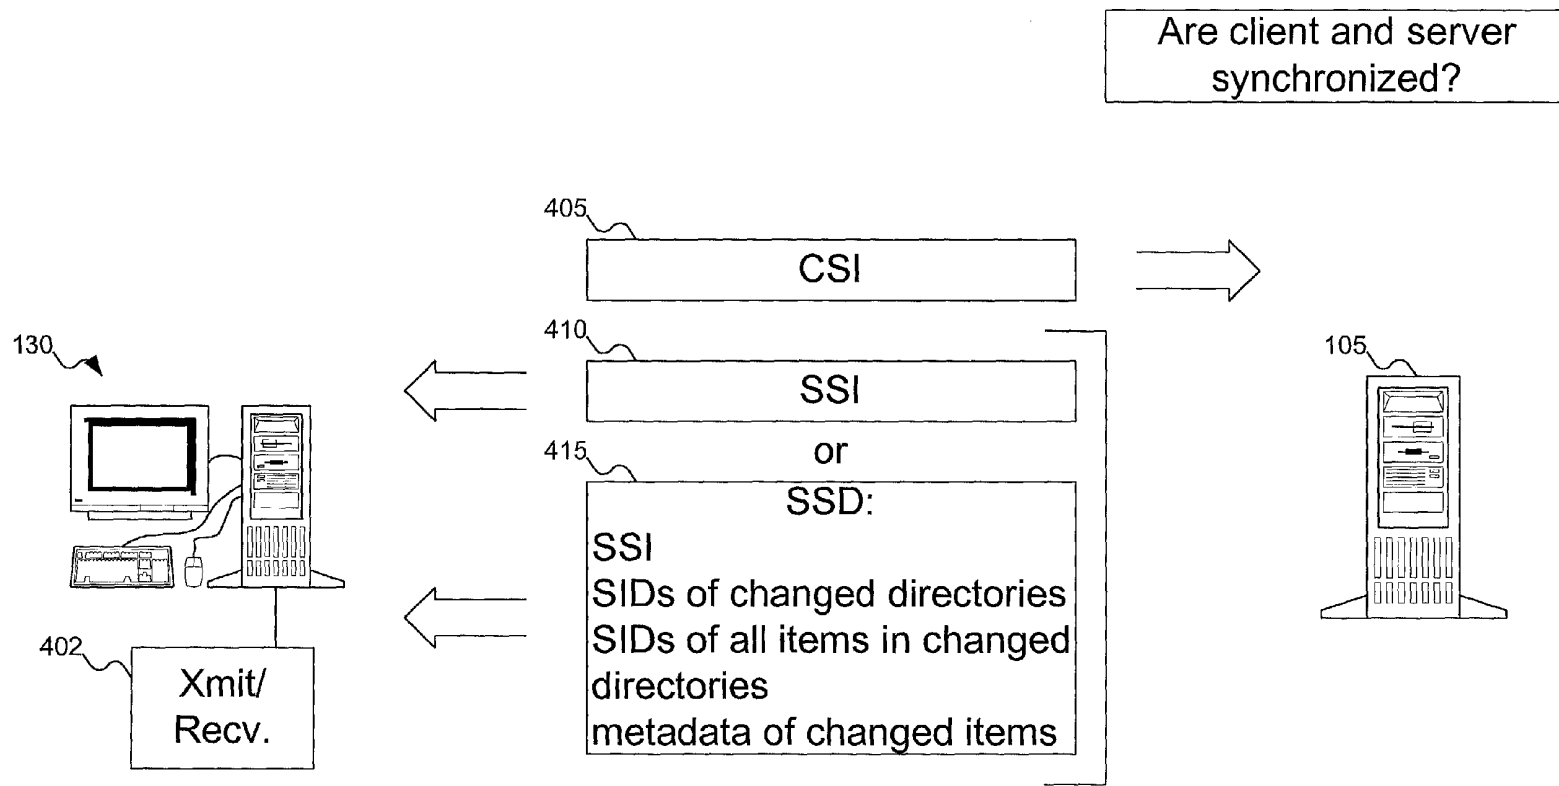 Are client and server
synchronized?
405
CSI
410
SSI
or
415
SSD:
SSI
SIDs of changed directories
SIDs of all items in changed
directories
metadata of changed items
130
105
402
Xmit/
Recv.